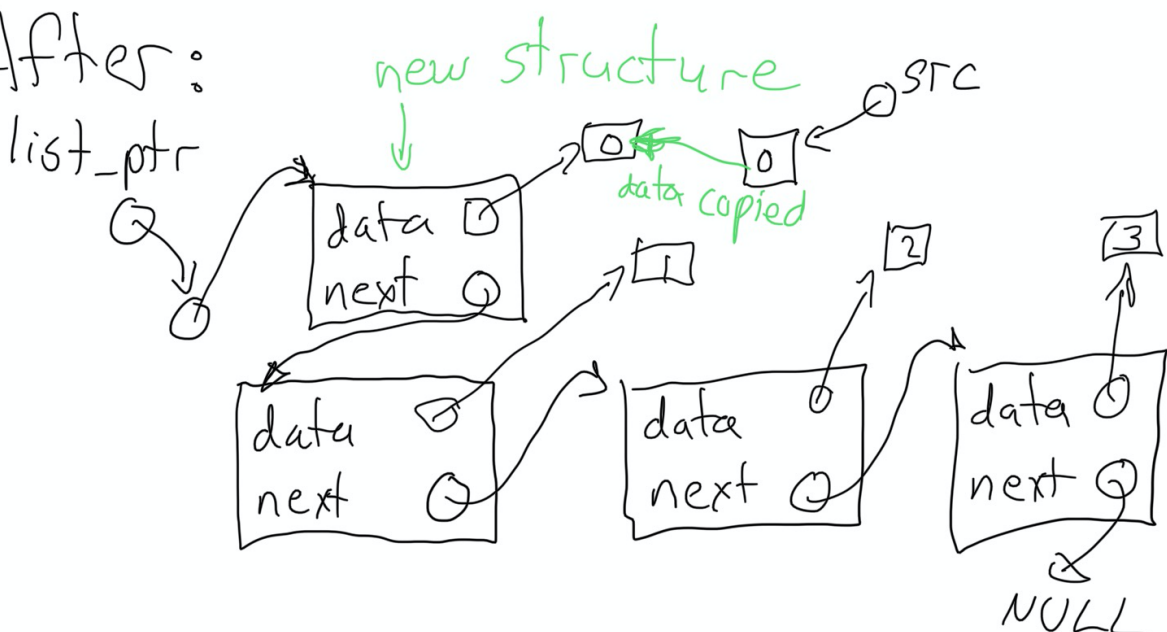 After:
new structure
src
list_ptr
0
0
data copied
data
next
1
2
3
data
next
data
next
data
next
NULL